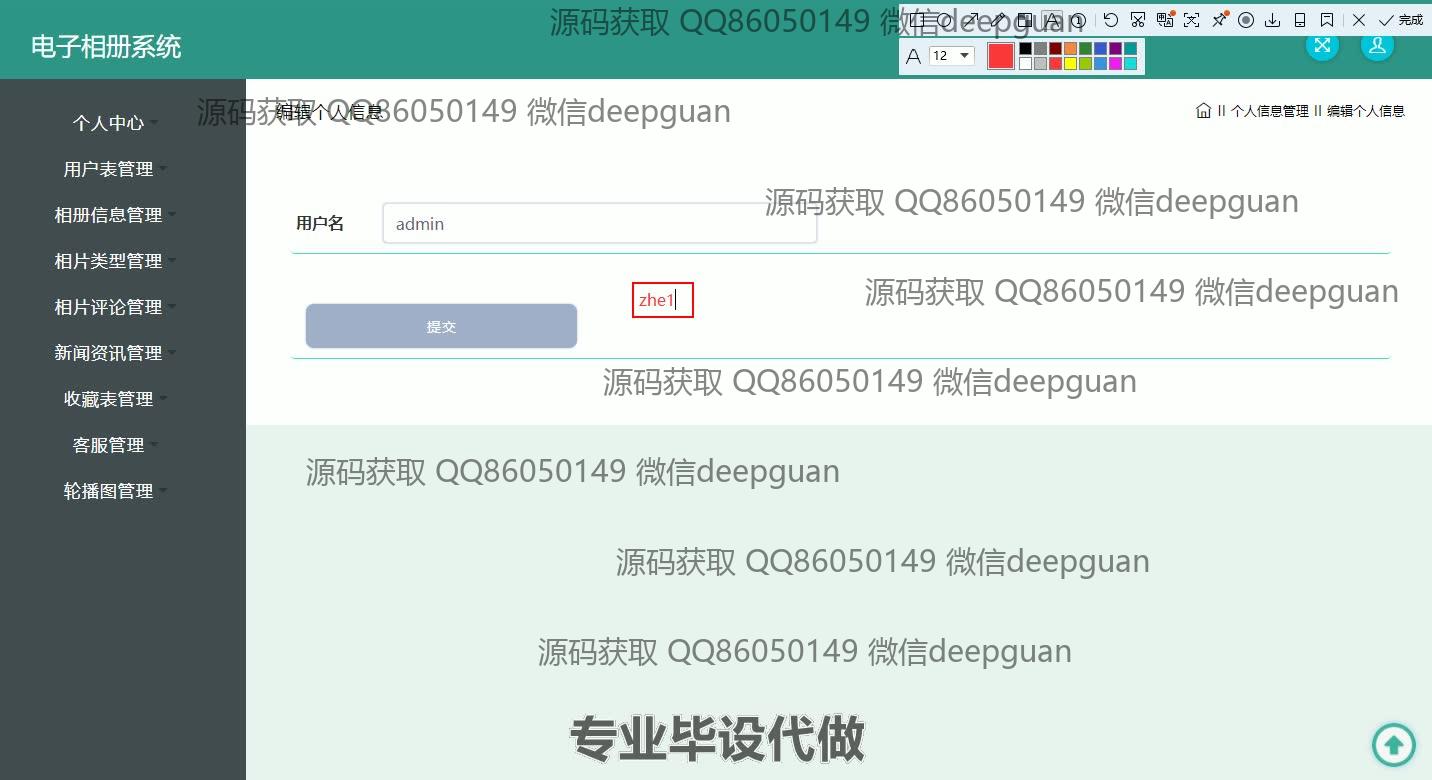 源码获取 QQ86050149 微信deepguan
完成
电子相册系统
A 12
源码获取 QQ86050149 微信deepguan
编辑个人信息
个人信息管理 II 编辑个人信息
个人中心
用户表管理
相册信息管理
相片类型管理
相片评论管理
新闻资讯管理
收藏表管理
客服管理
轮播图管理
源码获取 QQ86050149 微信deepguan
用户名
admin
源码获取 QQ86050149 微信deepguan
zhe1
提交
源码获取 QQ86050149 微信deepguan
源码获取 QQ86050149 微信deepguan
源码获取 QQ86050149 微信deepguan
源码获取 QQ86050149 微信deepguan
专业毕设代做